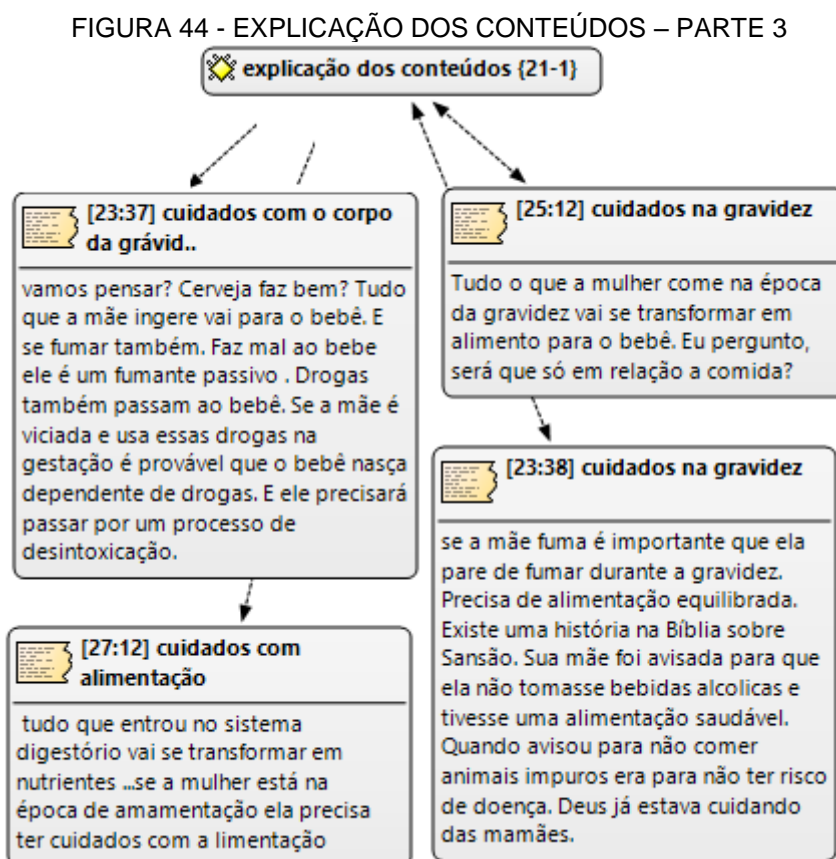 FIGURA 44 - EXPLICAÇÃO DOS CONTEÚDOS – PARTE 3
explicação dos conteúdos {21-1}
[23:37] cuidados com o corpo
da grávid..
vamos pensar? Cerveja faz bem? Tudo
que a mãe ingere vai para o bebê. E
se fumar também. Faz mal ao bebe
ele é um fumante passivo . Drogas
também passam ao bebê. Se a mãe é
viciada e usa essas drogas na
gestação é provável que o bebê nasça
dependente de drogas. E ele precisará
passar por um processo de
desintoxicação.
[25:12] cuidados na gravidez
Tudo o que a mulher come na época
da gravidez vai se transformar em
alimento para o bebê. Eu pergunto,
será que só em relação a comida?
[27:12] cuidados com
alimentação
tudo que entrou no sistema
digestório vai se transformar em
nutrientes ...se a mulher está na
época de amamentação ela precisa
ter cuidados com a limentação
[23:38] cuidados na gravidez
se a mãe fuma é importante que ela
pare de fumar durante a gravidez.
Precisa de alimentação equilibrada.
Existe uma história na Bíblia sobre
Sansão. Sua mãe foi avisada para que
ela não tomasse bebidas alcolicas e
tivesse uma alimentação saudável.
Quando avisou para não comer
animais impuros era para não ter risco
de doença. Deus já estava cuidando
das mamães.